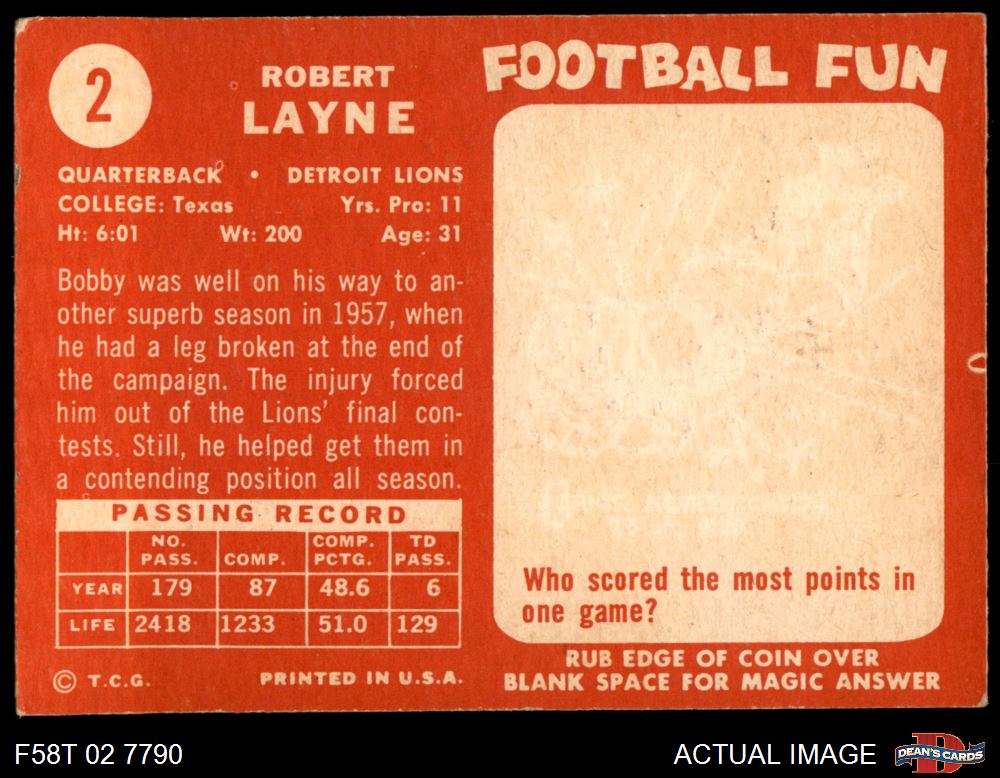 2
ROBERT
LAYNE
QUARTERBACK • DETROIT LIONS
COLLEGE: Texas Yrs. Pro: 11
Ht: 6:01 Wt: 200 Age: 31
Bobby was well on his way to an-
other superb season in 1957, when
he had a leg broken at the end of
the campaign. The injury forced
him out of the Lions' final con-
tests. Still, he helped get them in
a contending position all season.
PASSING RECORD
NO. PASS. COMP. COMP. PCTG. TD PASS.
YEAR 179 87 48.6 6
LIFE 2418 1233 51.0 129
© T.C.G. PRINTED IN U.S.A.
FOOTBALL FUN
Who scored the most points in
one game?
RUB EDGE OF COIN OVER
BLANK SPACE FOR MAGIC ANSWER
F58T 02 7790
ACTUAL IMAGE
DEAN'S CARDS